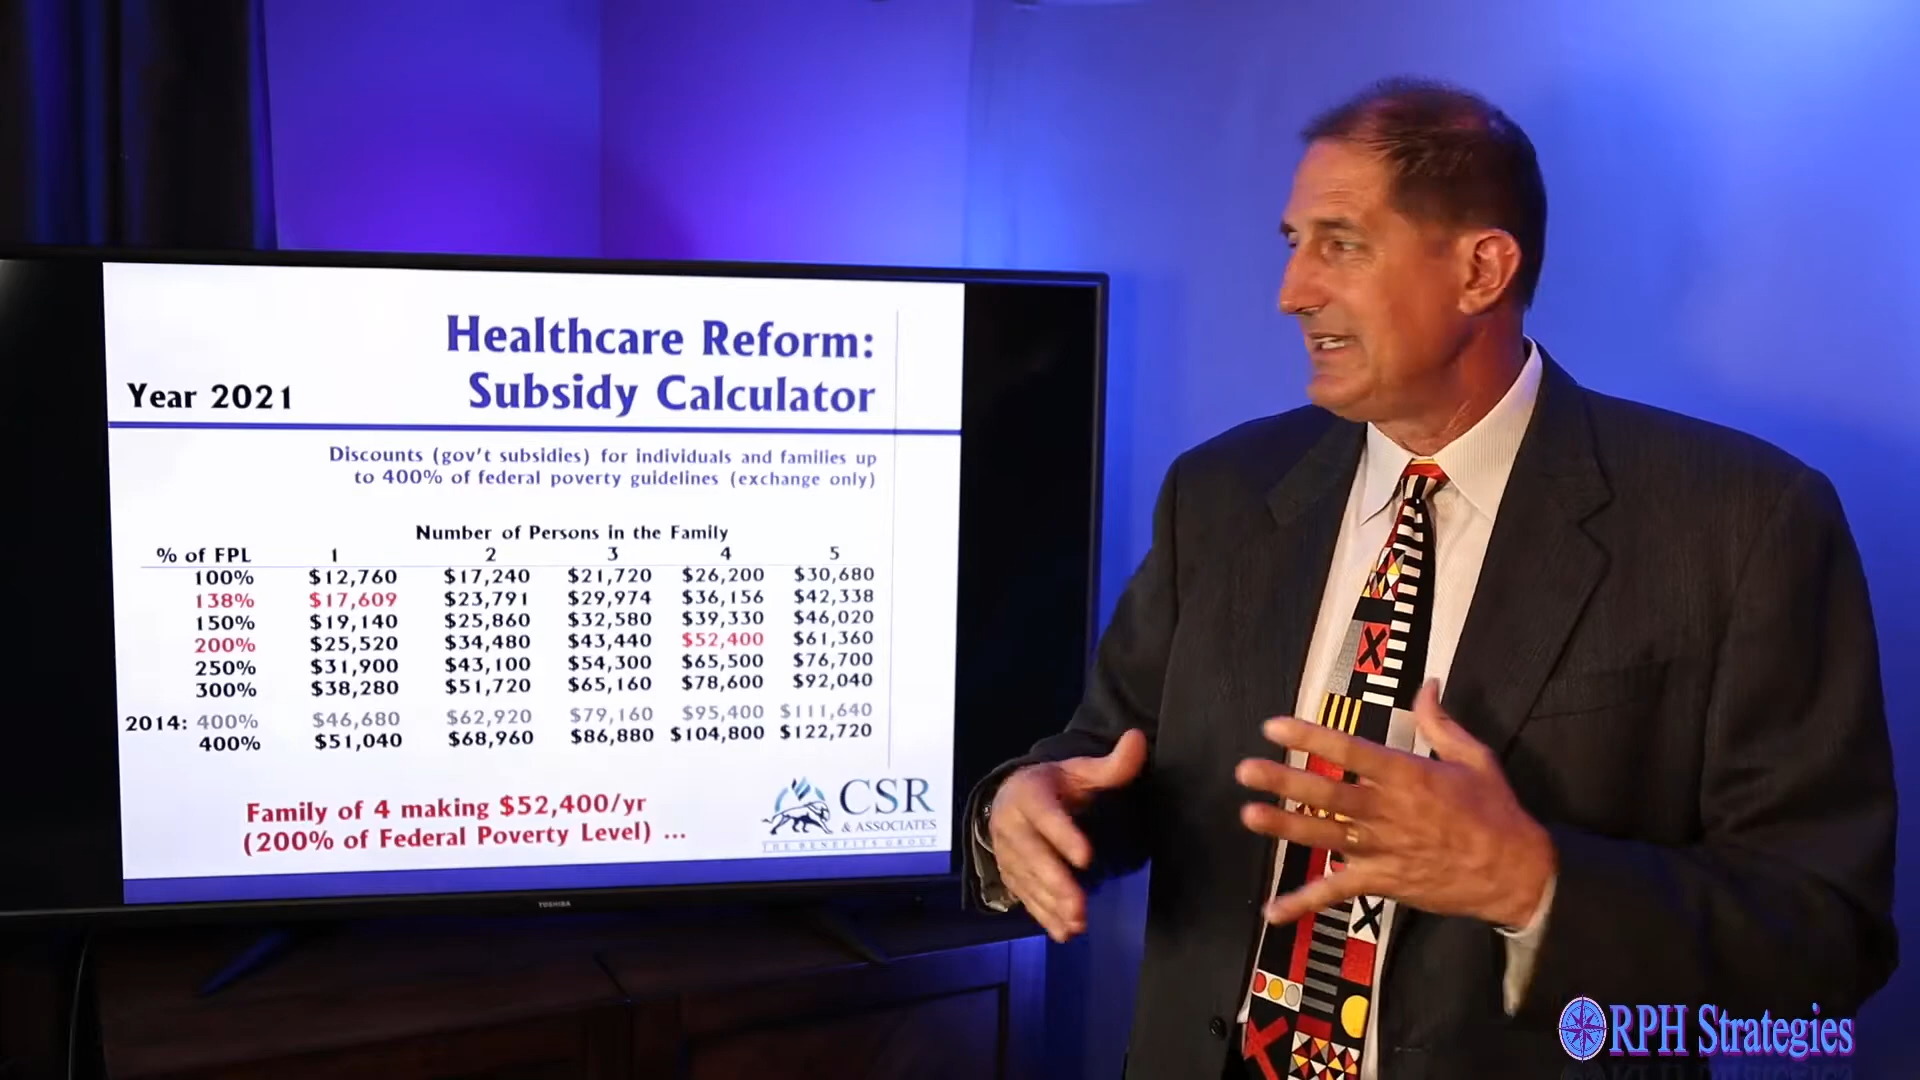 Healthcare Reform:
Year 2021 Subsidy Calculator
Discounts (gov't subsidies) for individuals and families up
to 400% of federal poverty guidelines (exchange only)
Number of Persons in the Family
% of FPL 1 2 3 4 5
100% $12,760 $17,240 $21,720 $26,200 $30,680
138% $17,609 $23,791 $29,974 $36,156 $42,338
150% $19,140 $25,860 $32,580 $39,330 $46,020
200% $25,520 $34,480 $43,440 $52,400 $61,360
250% $31,900 $43,100 $54,300 $65,500 $76,700
300% $38,280 $51,720 $65,160 $78,600 $92,040
2014: 400% $46,680 $62,920 $79,160 $95,400 $111,640
400% $51,040 $68,960 $86,880 $104,800 $122,720
Family of 4 making $52,400/yr
(200% of Federal Poverty Level) ...
CSR
& ASSOCIATES
THE BENEFITS GROUP
TOSHIBA
RPH Strategies